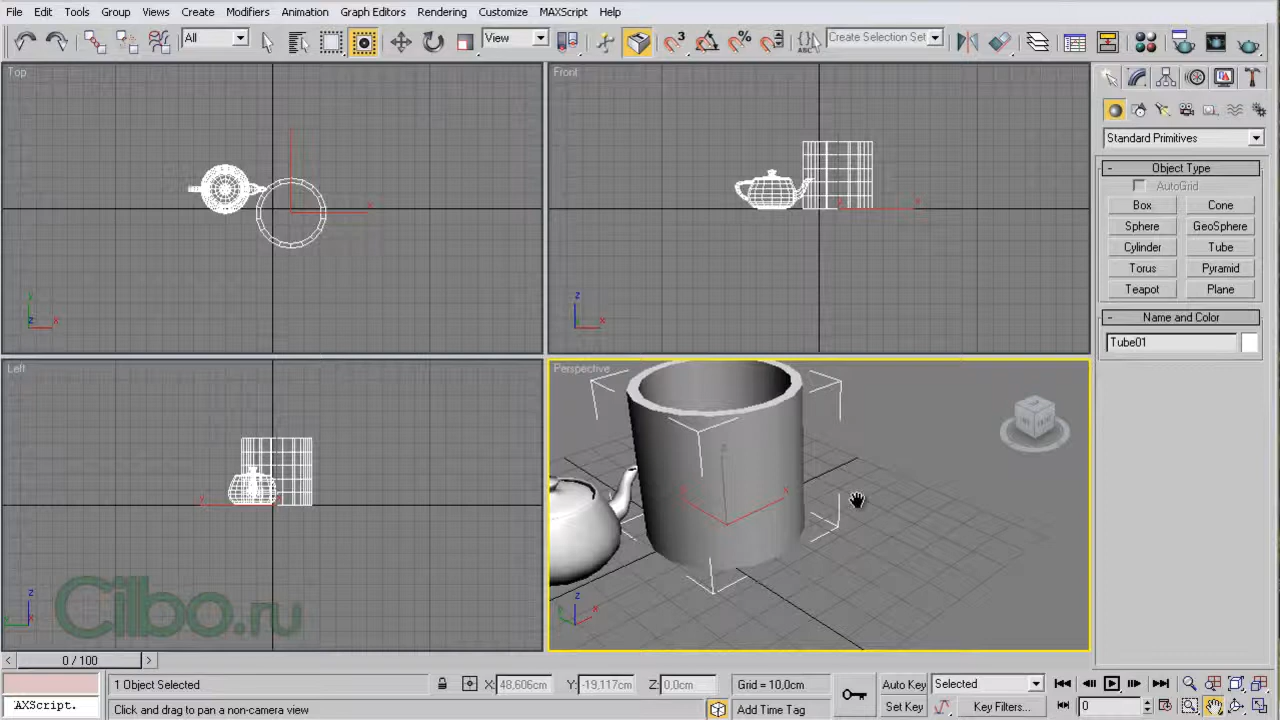 File Edit Tools Group Views Create Modifiers Animation Graph Editors Rendering Customize MAXScript Help
All View 3 % ABC Create Selection Set
Top Front
Standard Primitives
- Object Type
AutoGrid
Box Cone
Sphere GeoSphere
Cylinder Tube
Torus Pyramid
Teapot Plane
- Name and Color
Tube01
Left Perspective
Cilbo.ru
< 0 / 100 >
1 Object Selected X: 48,606cm Y: -19,117cm Z: 0,0cm Grid = 10,0cm Auto Key Selected
XScript. Click and drag to pan a non-camera view Add Time Tag Set Key Key Filters... 0